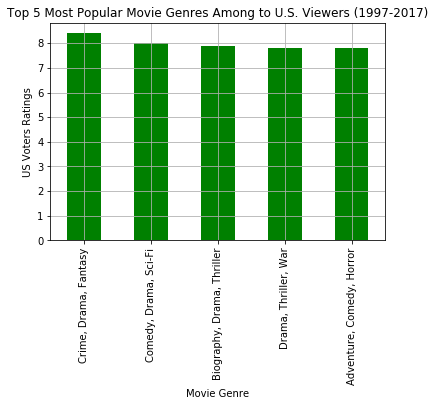 Top 5 Most Popular Movie Genres Among to U.S. Viewers (1997-2017)
US Voters Ratings
8
7
6
5
4
3
2
1
0
Crime, Drama, Fantasy
Comedy, Drama, Sci-Fi
Biography, Drama, Thriller
Drama, Thriller, War
Adventure, Comedy, Horror
Movie Genre